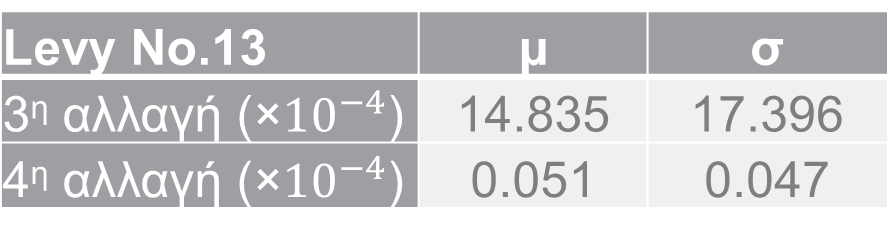 Levy No.13 μ σ
3η αλλαγή (×10⁻⁴) 14.835 17.396
4η αλλαγή (×10⁻⁴) 0.051 0.047